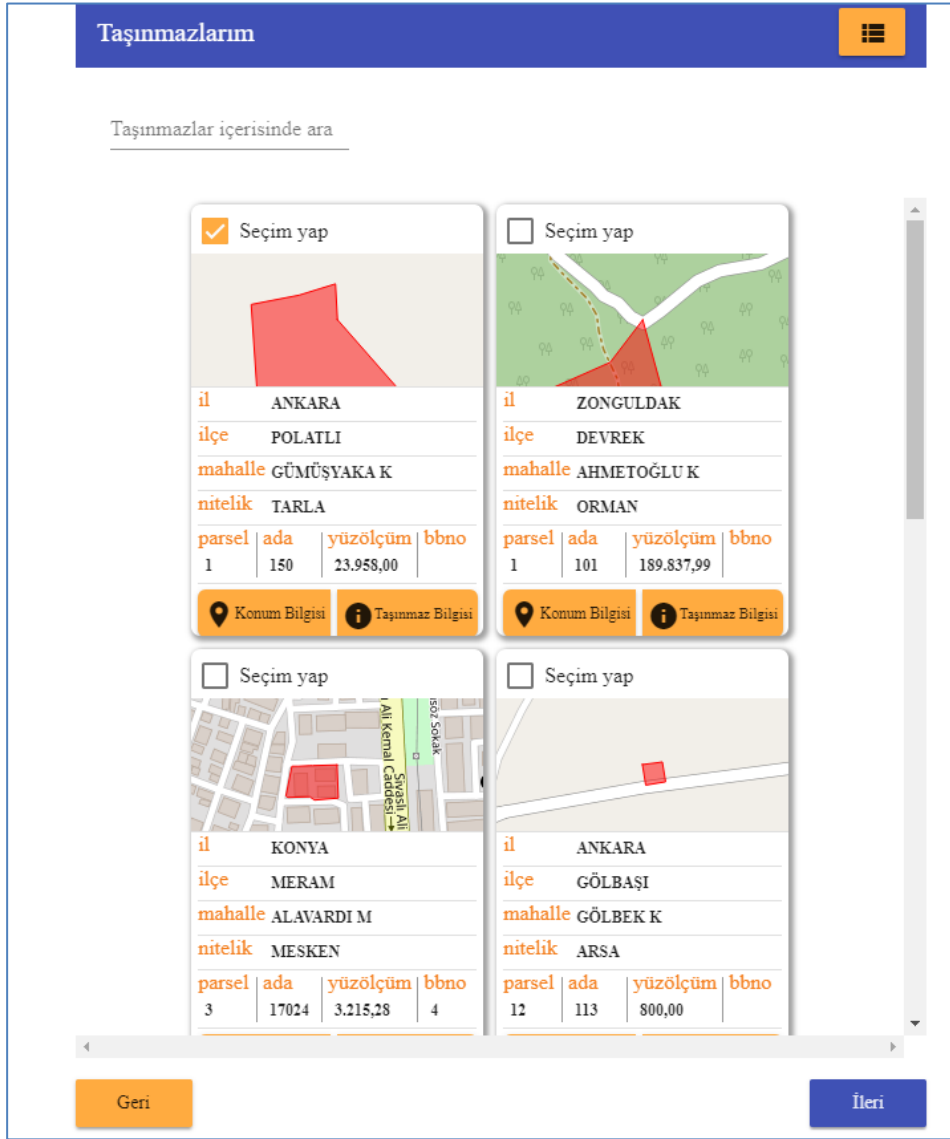 Taşınmazlarım
Taşınmazlar içerisinde ara
Seçim yap
il ANKARA
ilçe POLATLI
mahalle GÜMÜŞYAKA K
nitelik TARLA
parsel ada yüzölçüm bbno
1 150 23.958,00
Konum Bilgisi Taşınmaz Bilgisi
Seçim yap
il ZONGULDAK
ilçe DEVREK
mahalle AHMETOĞLU K
nitelik ORMAN
parsel ada yüzölçüm bbno
1 101 189.837,99
Konum Bilgisi Taşınmaz Bilgisi
Seçim yap
Ali Kemal Caddesi
Sivaslı Ali
Sokak
il KONYA
ilçe MERAM
mahalle ALAVARDI M
nitelik MESKEN
parsel ada yüzölçüm bbno
3 17024 3.215,28 4
Seçim yap
il ANKARA
ilçe GÖLBAŞI
mahalle GÖLBEK K
nitelik ARSA
parsel ada yüzölçüm bbno
12 113 800,00
Geri
İleri